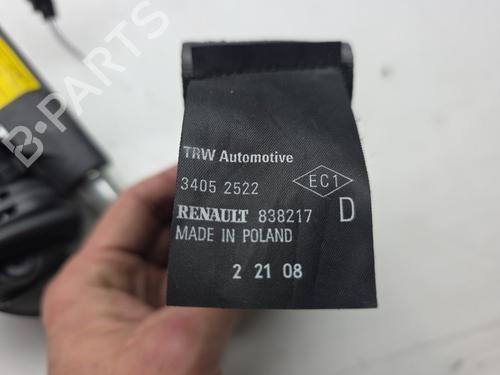 B-PARTS
TRW Automotive
3405 2522
EC1
RENAULT 838217 D
MADE IN POLAND
2 21 08